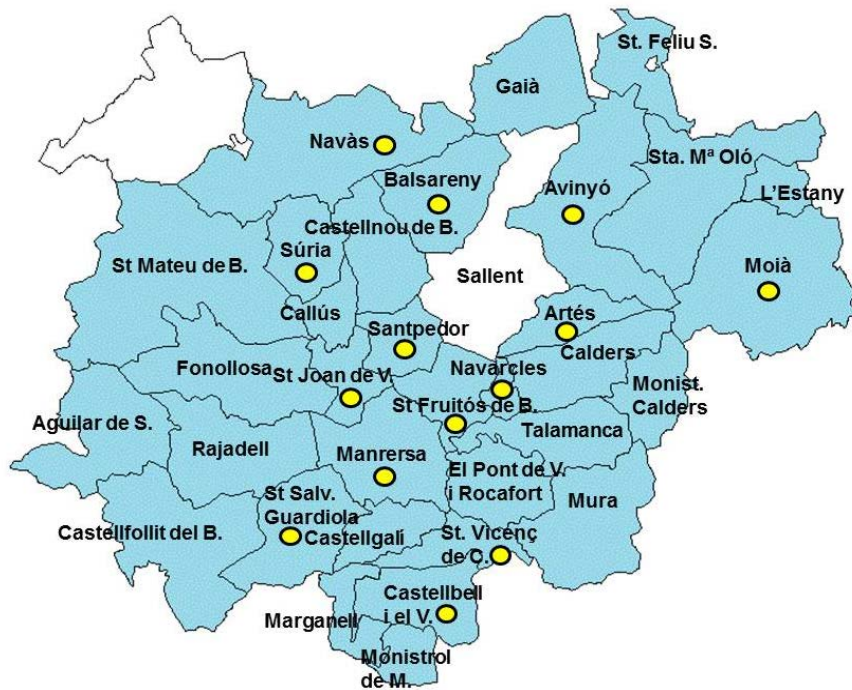 St. Feliu S.
Gaià
Navàs
Sta. Mª Oló
Balsareny
Avinyó
L'Estany
Castellnou de B.
Súria
St Mateu de B.
Sallent
Moià
Callús
Artés
Santpedor
Calders
Fonollosa
Navarcles
St Joan de V.
Monist.
Calders
St Fruitós de B.
Aguilar de S.
Talamanca
Rajadell
Manrersa
El Pont de V.
i Rocafort
St Salv.
Guardiola
Mura
Castellfollit del B.
Castellgalí
St. Vicenç
de C.
Castellbell
i el V.
Marganell
Monistrol
de M.